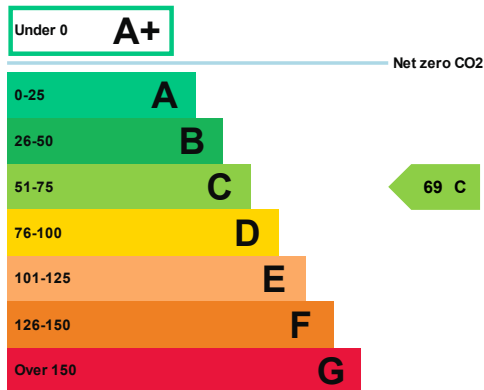 Under 0 A+
Net zero CO2
0-25 A
26-50 B
51-75 C
69 C
76-100 D
101-125 E
126-150 F
Over 150 G